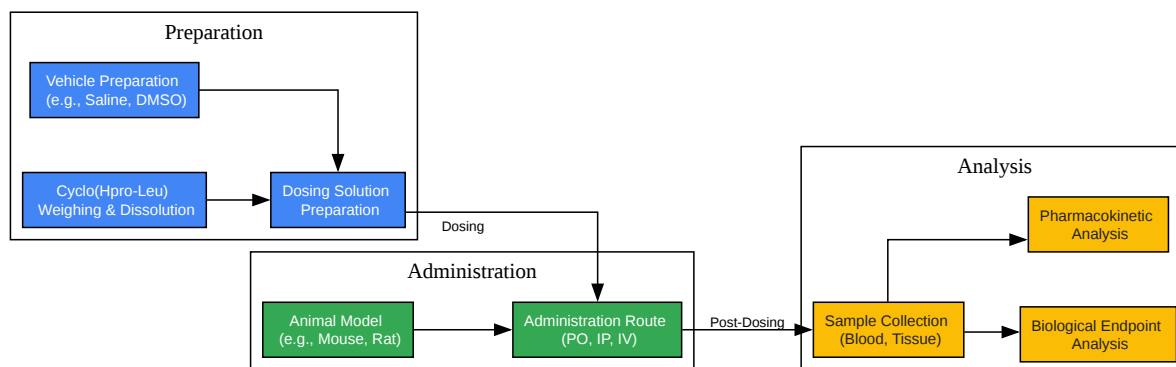 Preparation
Vehicle Preparation
(e.g., Saline, DMSO)
Cyclo(Hpro-Leu)
Weighing & Dissolution
Dosing Solution
Preparation
Dosing
Administration
Animal Model
(e.g., Mouse, Rat)
Administration Route
(PO, IP, IV)
Post-Dosing
Analysis
Sample Collection
(Blood, Tissue)
Pharmacokinetic
Analysis
Biological Endpoint
Analysis